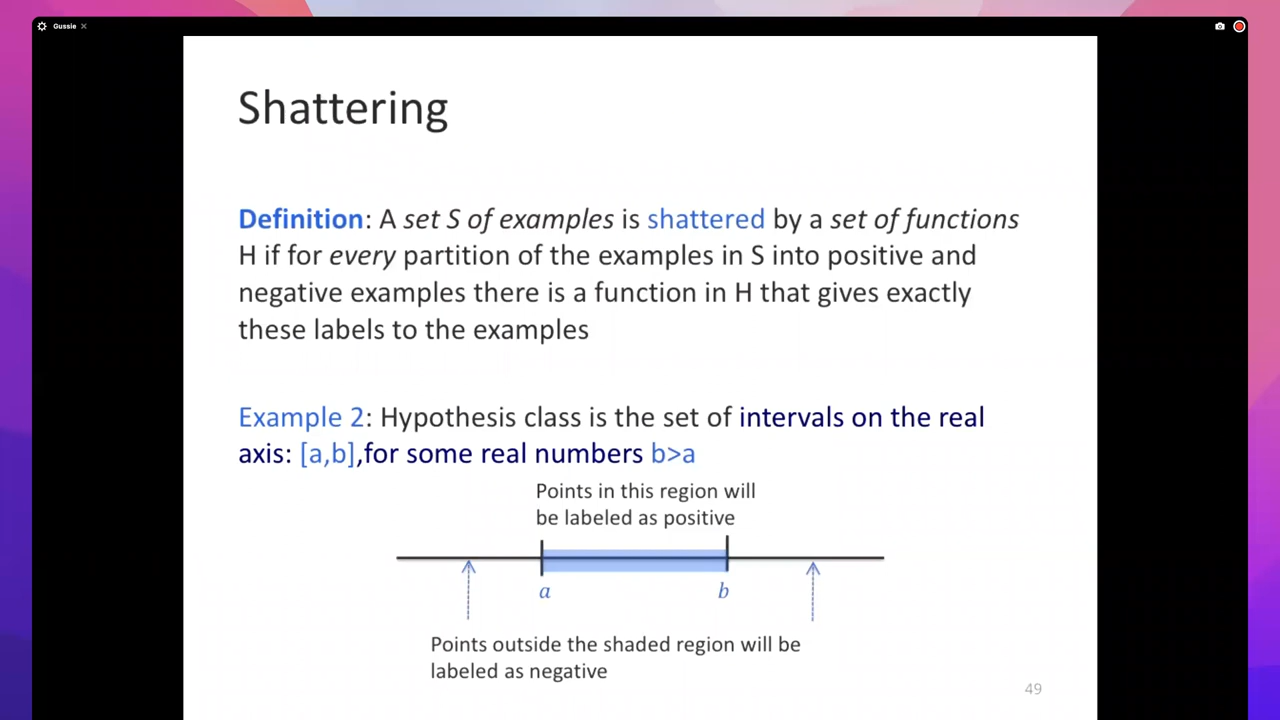 Gussie
Shattering
Definition: A set S of examples is shattered by a set of functions
H if for every partition of the examples in S into positive and
negative examples there is a function in H that gives exactly
these labels to the examples
Example 2: Hypothesis class is the set of intervals on the real
axis: [a,b],for some real numbers b>a
Points in this region will
be labeled as positive
a b
Points outside the shaded region will be
labeled as negative
49